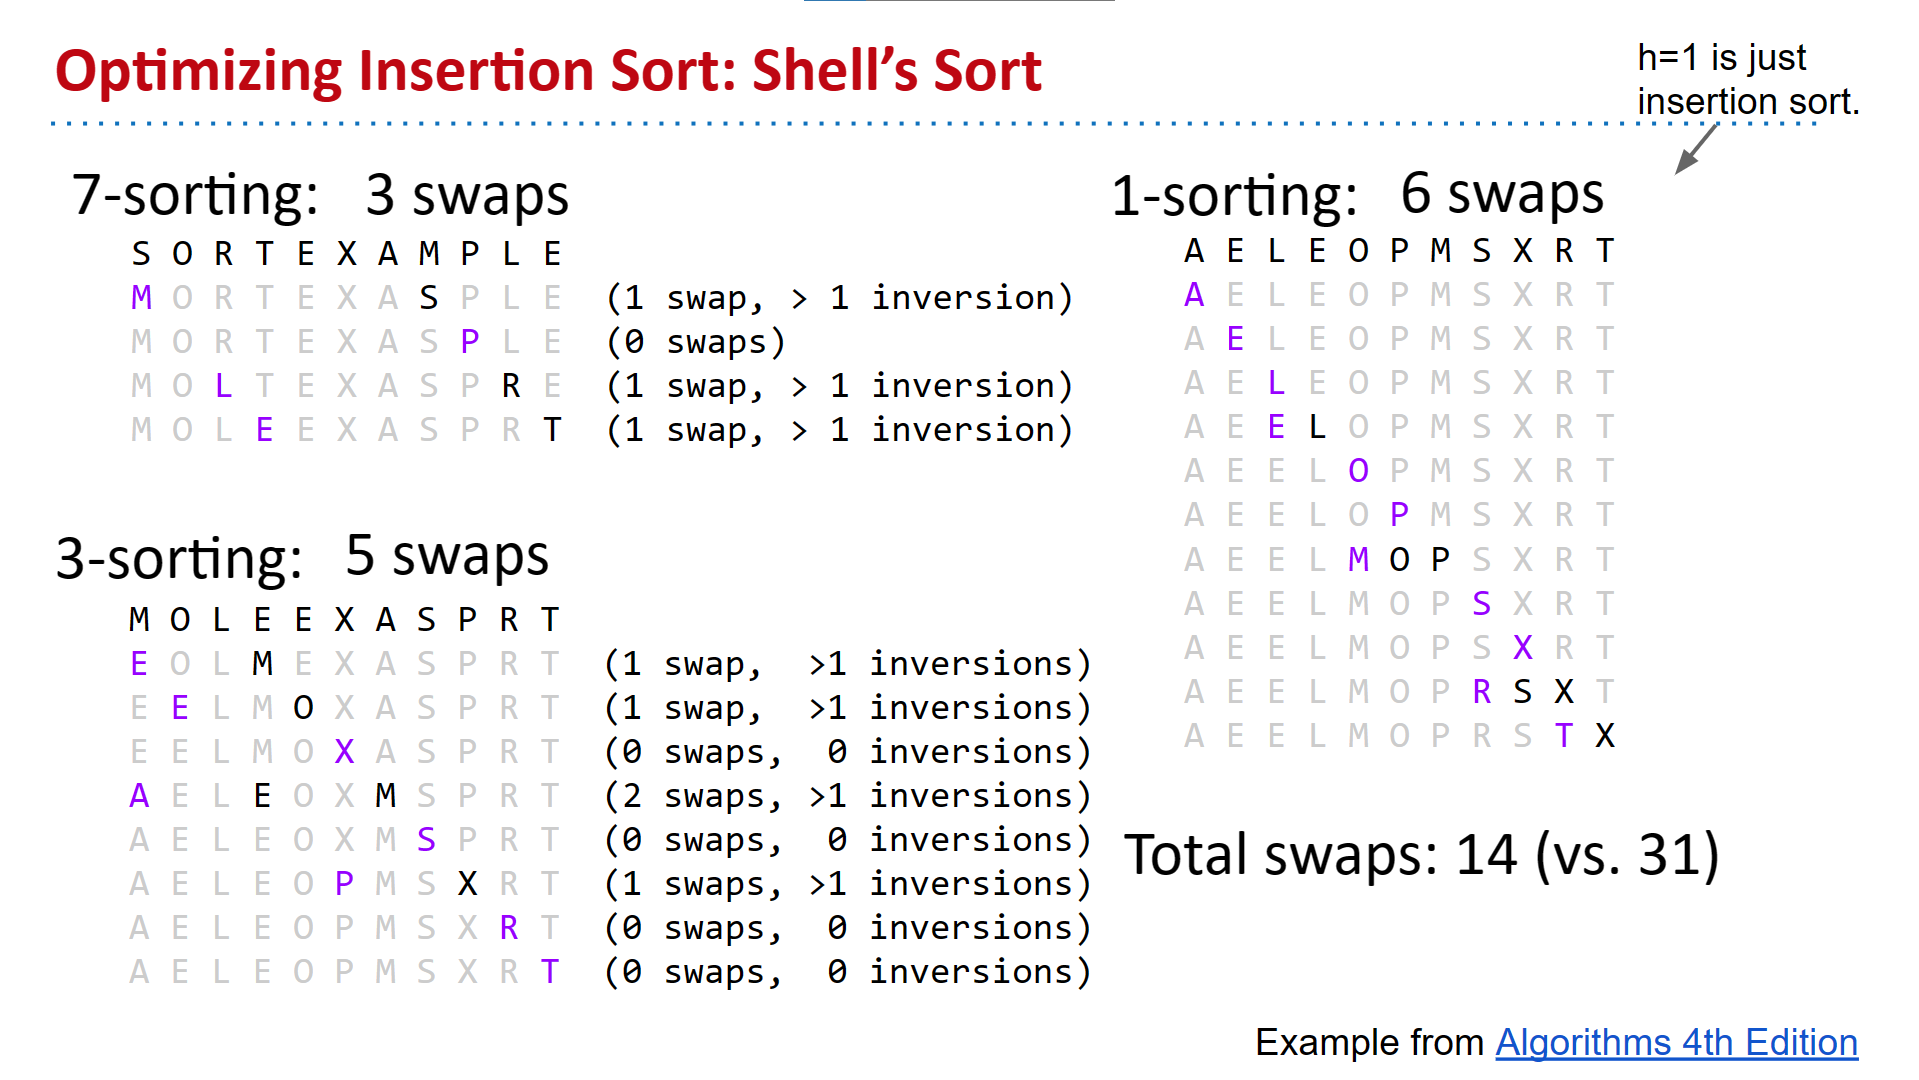 Optimizing Insertion Sort: Shell’s Sort
h=1 is just
insertion sort.
7-sorting: 3 swaps
S O R T E X A M P L E
M O R T E X A S P L E (1 swap, > 1 inversion)
M O R T E X A S P L E (0 swaps)
M O L T E X A S P R E (1 swap, > 1 inversion)
M O L E E X A S P R T (1 swap, > 1 inversion)
3-sorting: 5 swaps
M O L E E X A S P R T
E O L M E X A S P R T (1 swap, >1 inversions)
E E L M O X A S P R T (1 swap, >1 inversions)
E E L M O X A S P R T (0 swaps, 0 inversions)
A E L E O X M S P R T (2 swaps, >1 inversions)
A E L E O X M S P R T (0 swaps, 0 inversions)
A E L E O P M S X R T (1 swaps, >1 inversions)
A E L E O P M S X R T (0 swaps, 0 inversions)
A E L E O P M S X R T (0 swaps, 0 inversions)
1-sorting: 6 swaps
A E L E O P M S X R T
A E L E O P M S X R T
A E L E O P M S X R T
A E L E O P M S X R T
A E E L O P M S X R T
A E E L O P M S X R T
A E E L O P M S X R T
A E E L M O P S X R T
A E E L M O P S X R T
A E E L M O P S X R T
A E E L M O P R S X T
A E E L M O P R S T X
Total swaps: 14 (vs. 31)
Example from Algorithms 4th Edition